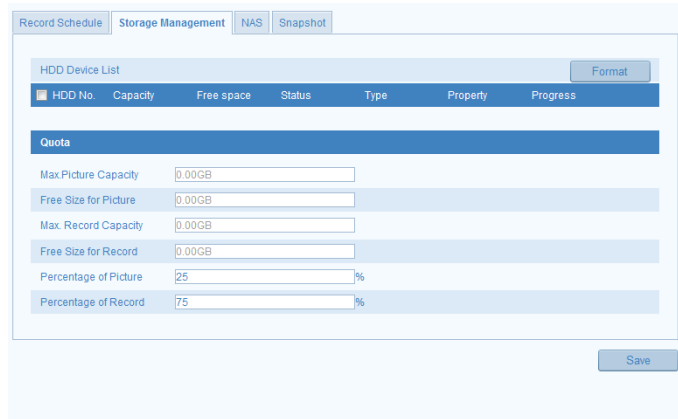 Record Schedule Storage Management NAS Snapshot
HDD Device List Format
HDD No. Capacity Free space Status Type Property Progress
Quota
Max.Picture Capacity 0.00GB
Free Size for Picture 0.00GB
Max. Record Capacity 0.00GB
Free Size for Record 0.00GB
Percentage of Picture 25 %
Percentage of Record 75 %
Save